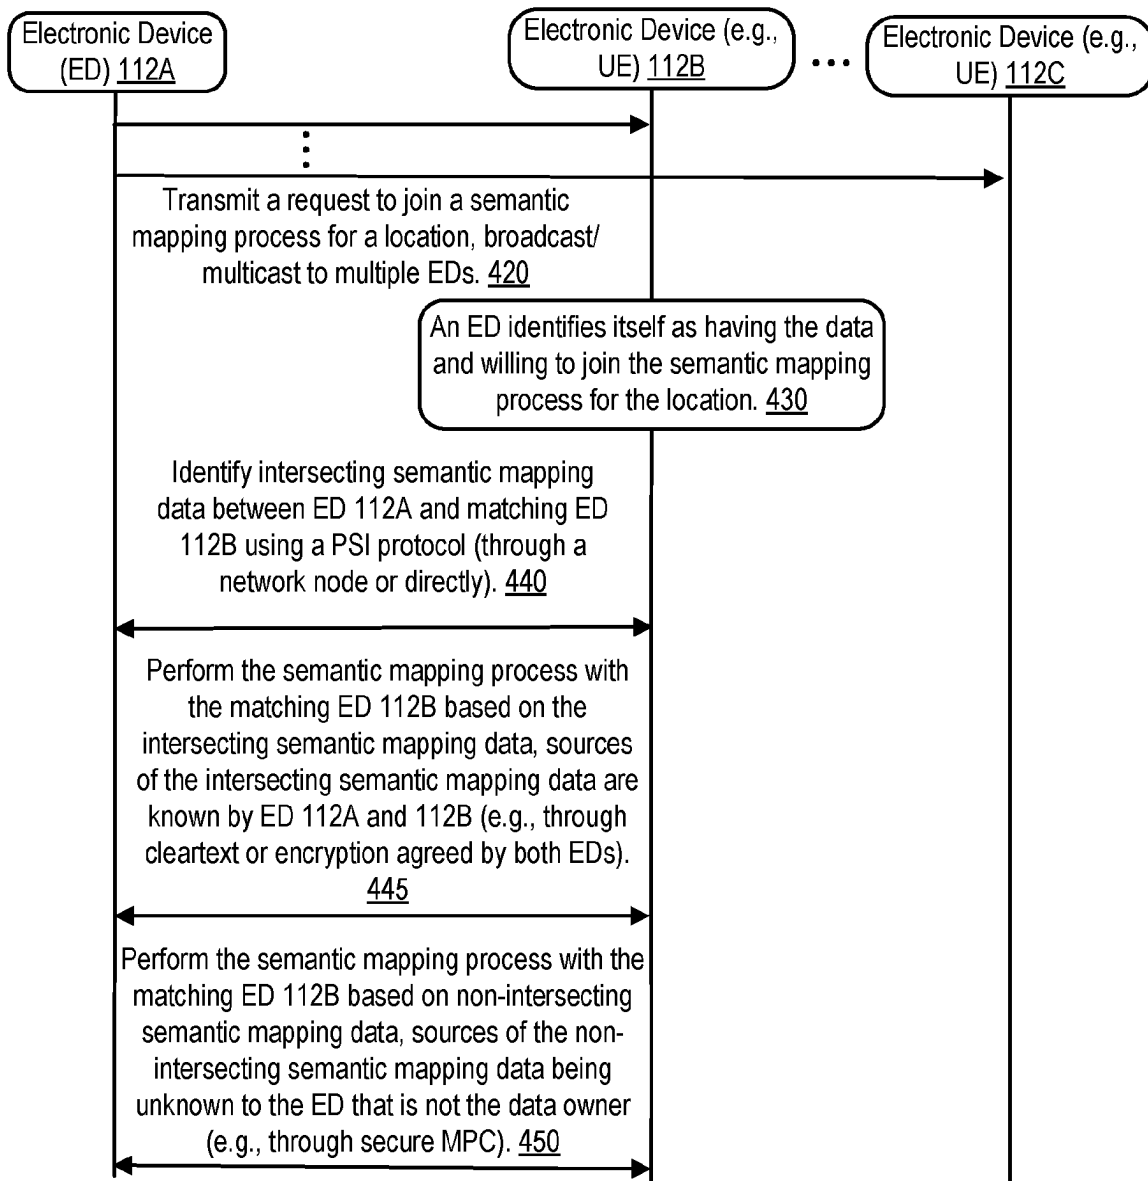 Electronic Device
(ED) 112A
Electronic Device (e.g.,
UE) 112B
Electronic Device (e.g.,
UE) 112C
Transmit a request to join a semantic
mapping process for a location, broadcast/
multicast to multiple EDs. 420
An ED identifies itself as having the data
and willing to join the semantic mapping
process for the location. 430
Identify intersecting semantic mapping
data between ED 112A and matching ED
112B using a PSI protocol (through a
network node or directly). 440
Perform the semantic mapping process with
the matching ED 112B based on the
intersecting semantic mapping data, sources
of the intersecting semantic mapping data are
known by ED 112A and 112B (e.g., through
cleartext or encryption agreed by both EDs).
445
Perform the semantic mapping process with the
matching ED 112B based on non-intersecting
semantic mapping data, sources of the non-
intersecting semantic mapping data being
unknown to the ED that is not the data owner
(e.g., through secure MPC). 450